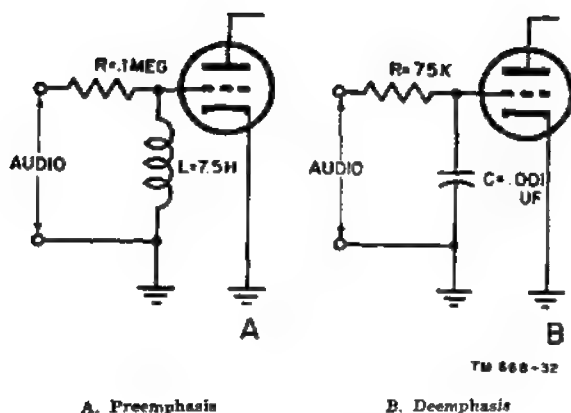 R=.1MEG
AUDIO
L=7.5H
A
R=75K
AUDIO
C=.001
UF
B
TM 668-32
A. Preemphasis
B. Deemphasis